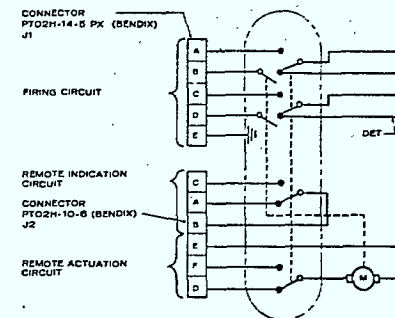 CONNECTOR
PT02H-14-5 PX (BENDIX)
J1
A
B
FIRING CIRCUIT
C
D
E
DET
REMOTE INDICATION
CIRCUIT
C
CONNECTOR
PT02H-10-6 (BENDIX)
J2
A
B
REMOTE ACTUATION
CIRCUIT
E
F
D
M